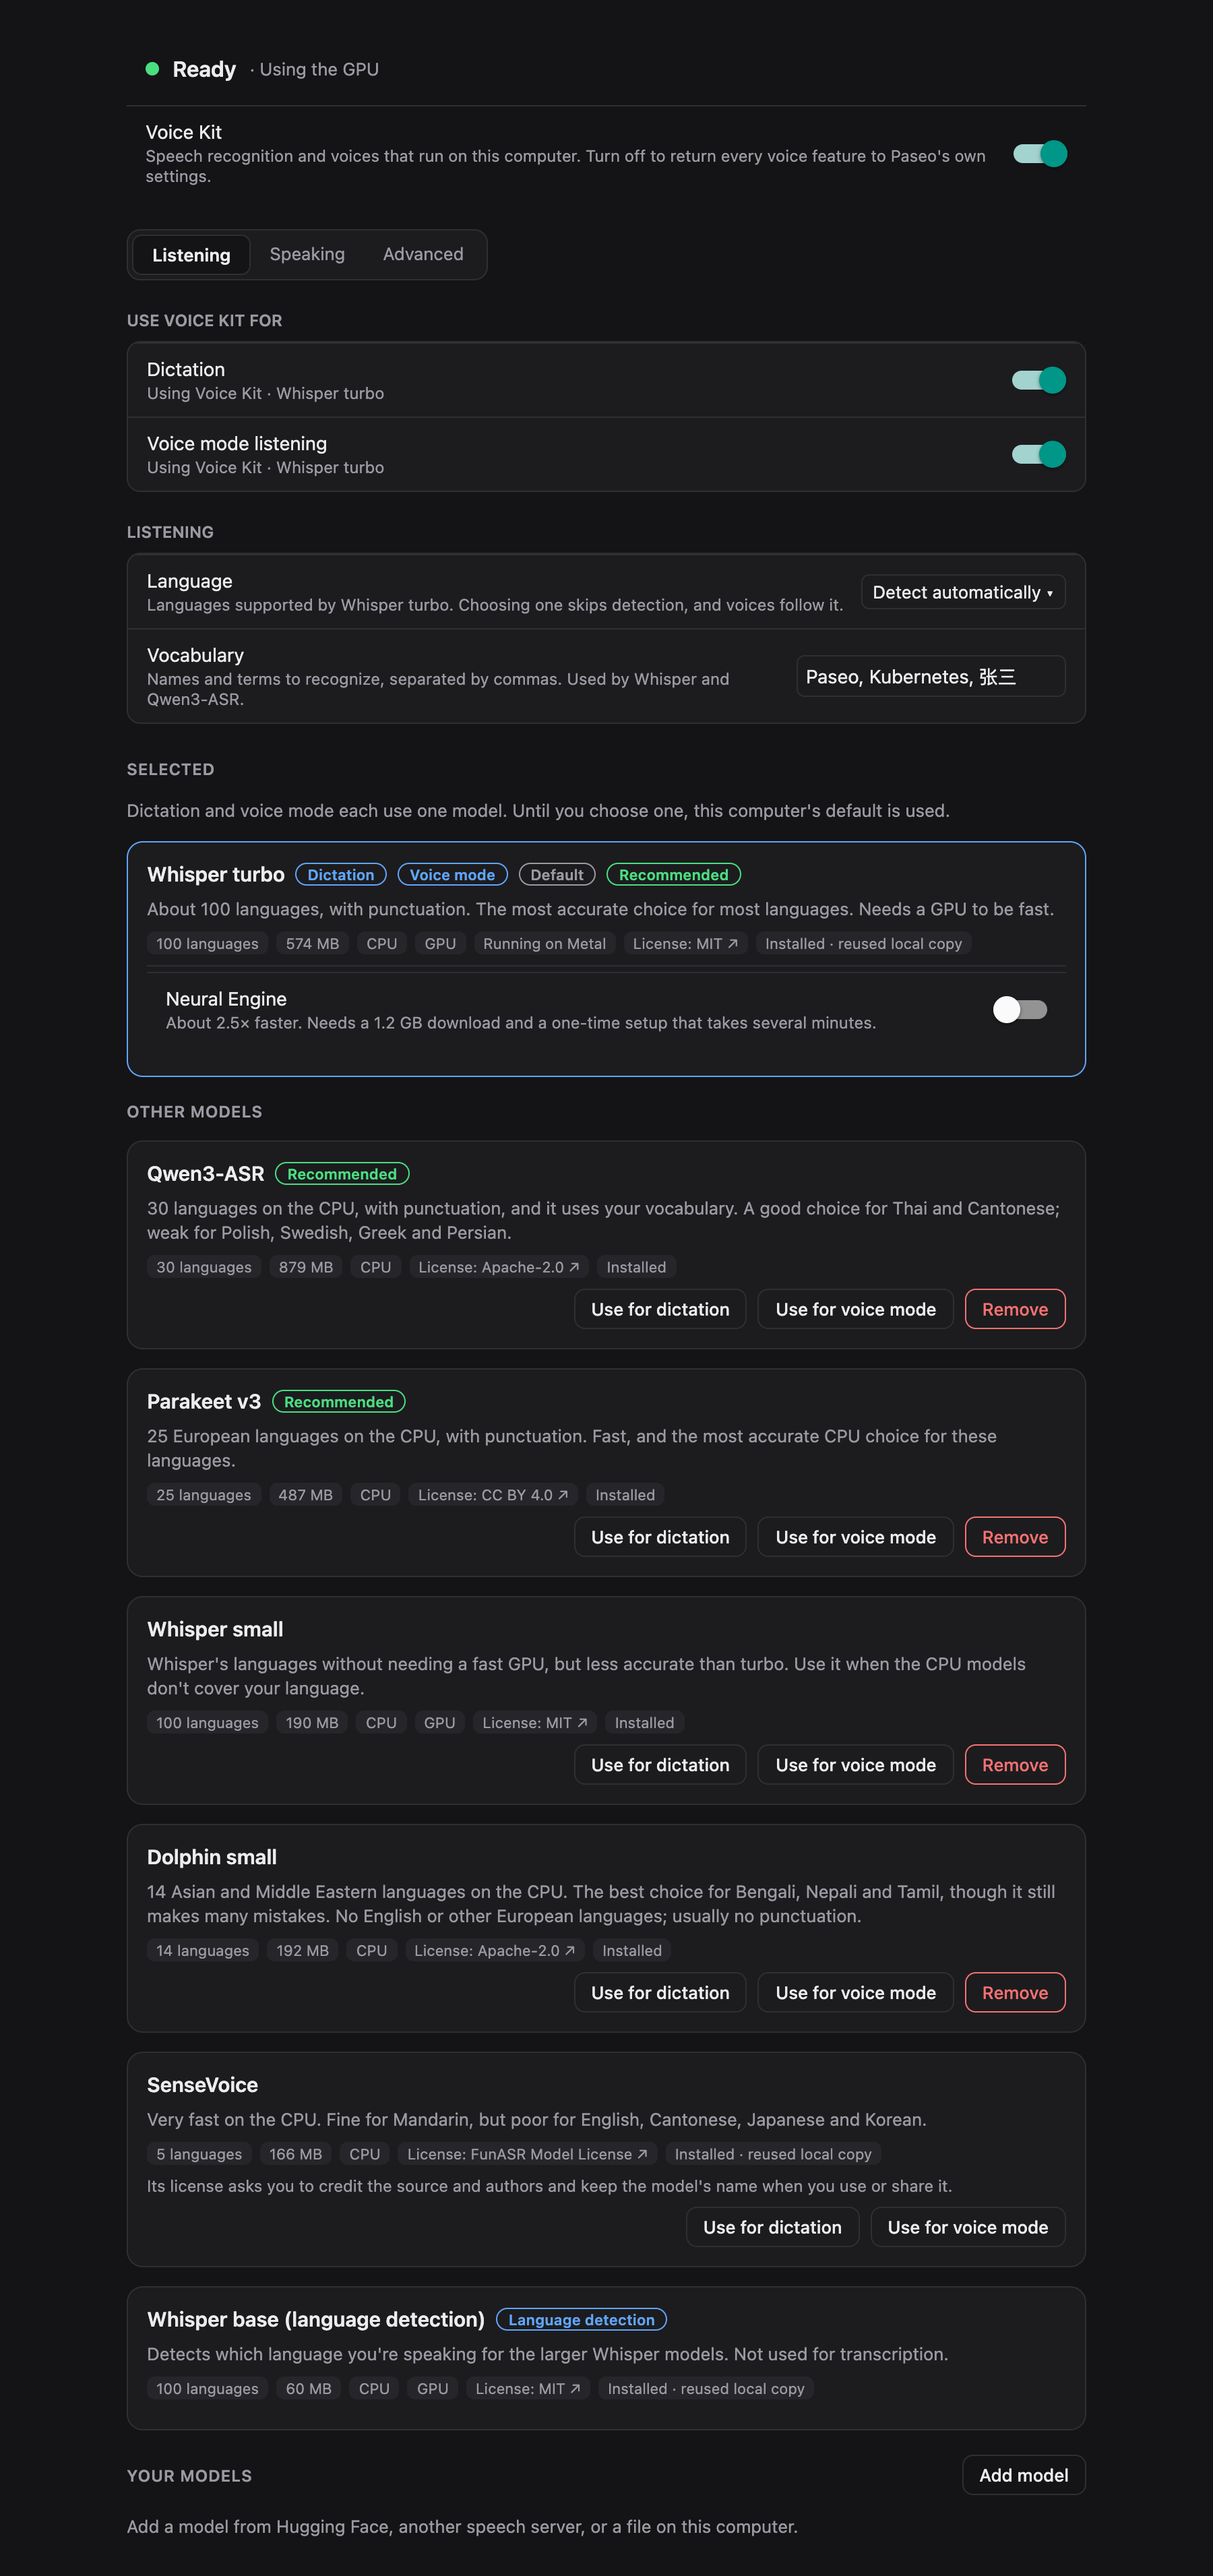 Ready · Using the GPU
Voice Kit
Speech recognition and voices that run on this computer. Turn off to return every voice feature to Paseo's own
settings.
Listening Speaking Advanced
USE VOICE KIT FOR
Dictation
Using Voice Kit · Whisper turbo
Voice mode listening
Using Voice Kit · Whisper turbo
LISTENING
Language
Languages supported by Whisper turbo. Choosing one skips detection, and voices follow it.
Detect automatically ▾
Vocabulary
Names and terms to recognize, separated by commas. Used by Whisper and
Qwen3-ASR.
Paseo, Kubernetes, 张三
SELECTED
Dictation and voice mode each use one model. Until you choose one, this computer's default is used.
Whisper turbo Dictation Voice mode Default Recommended
About 100 languages, with punctuation. The most accurate choice for most languages. Needs a GPU to be fast.
100 languages 574 MB CPU GPU Running on Metal License: MIT ↗ Installed · reused local copy
Neural Engine
About 2.5× faster. Needs a 1.2 GB download and a one-time setup that takes several minutes.
OTHER MODELS
Qwen3-ASR Recommended
30 languages on the CPU, with punctuation, and it uses your vocabulary. A good choice for Thai and Cantonese;
weak for Polish, Swedish, Greek and Persian.
30 languages 879 MB CPU License: Apache-2.0 ↗ Installed
Use for dictation Use for voice mode Remove
Parakeet v3 Recommended
25 European languages on the CPU, with punctuation. Fast, and the most accurate CPU choice for these
languages.
25 languages 487 MB CPU License: CC BY 4.0 ↗ Installed
Use for dictation Use for voice mode Remove
Whisper small
Whisper's languages without needing a fast GPU, but less accurate than turbo. Use it when the CPU models
don't cover your language.
100 languages 190 MB CPU GPU License: MIT ↗ Installed
Use for dictation Use for voice mode Remove
Dolphin small
14 Asian and Middle Eastern languages on the CPU. The best choice for Bengali, Nepali and Tamil, though it still
makes many mistakes. No English or other European languages; usually no punctuation.
14 languages 192 MB CPU License: Apache-2.0 ↗ Installed
Use for dictation Use for voice mode Remove
SenseVoice
Very fast on the CPU. Fine for Mandarin, but poor for English, Cantonese, Japanese and Korean.
5 languages 166 MB CPU License: FunASR Model License ↗ Installed · reused local copy
Its license asks you to credit the source and authors and keep the model's name when you use or share it.
Use for dictation Use for voice mode
Whisper base (language detection) Language detection
Detects which language you're speaking for the larger Whisper models. Not used for transcription.
100 languages 60 MB CPU GPU License: MIT ↗ Installed · reused local copy
YOUR MODELS Add model
Add a model from Hugging Face, another speech server, or a file on this computer.